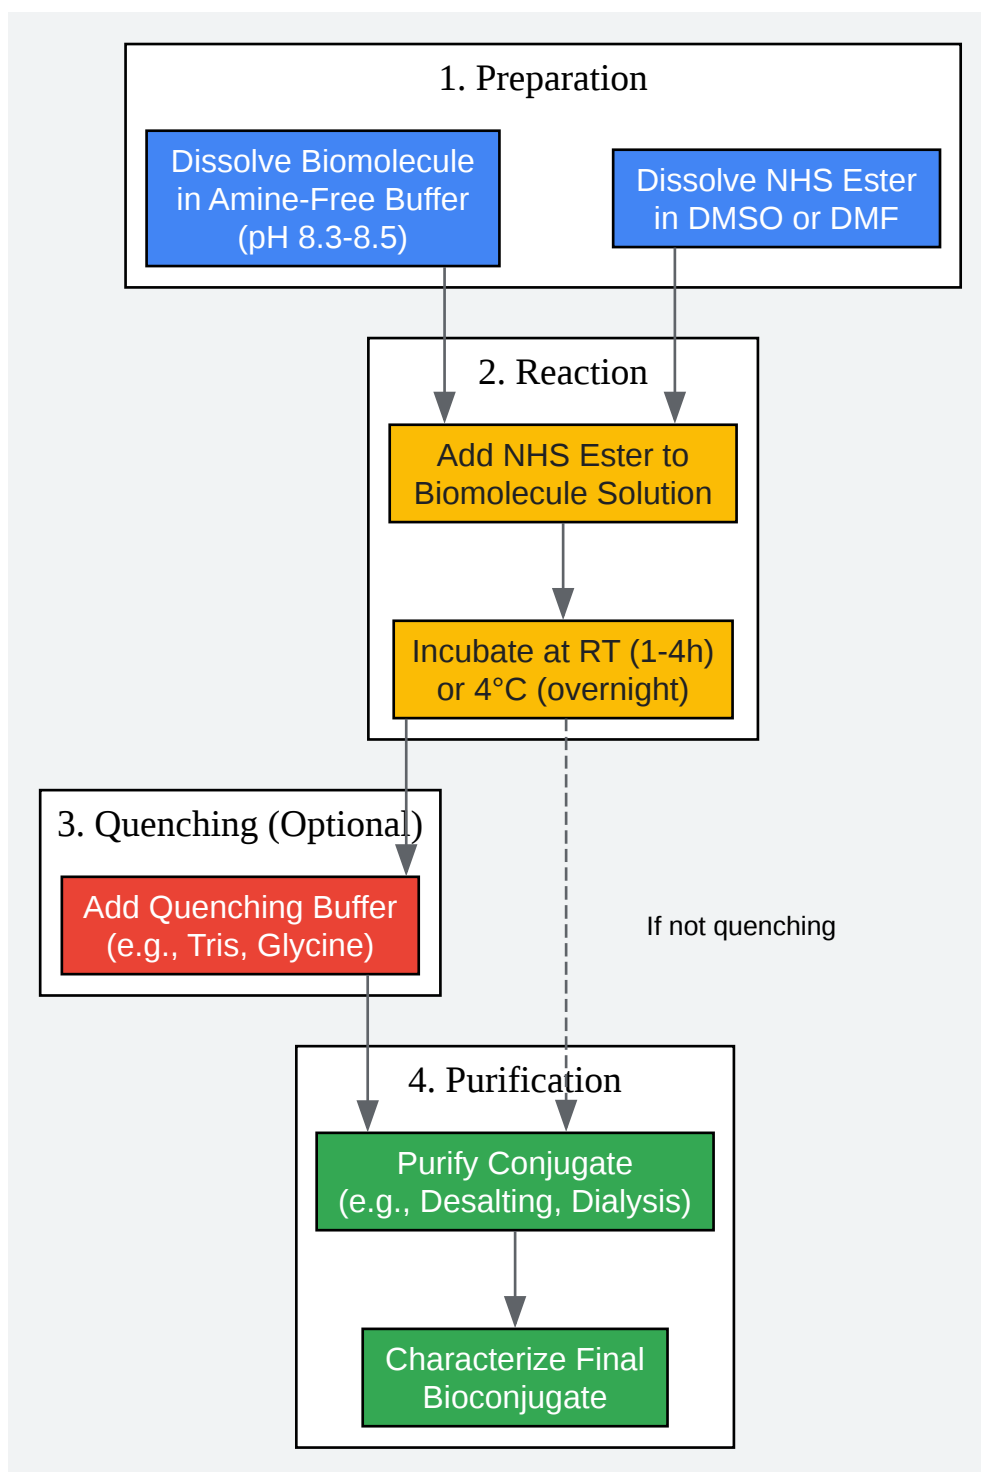 1. Preparation
Dissolve Biomolecule
in Amine-Free Buffer
(pH 8.3-8.5)
Dissolve NHS Ester
in DMSO or DMF
2. Reaction
Add NHS Ester to
Biomolecule Solution
Incubate at RT (1-4h)
or 4°C (overnight)
3. Quenching (Optional)
Add Quenching Buffer
(e.g., Tris, Glycine)
If not quenching
4. Purification
Purify Conjugate
(e.g., Desalting, Dialysis)
Characterize Final
Bioconjugate